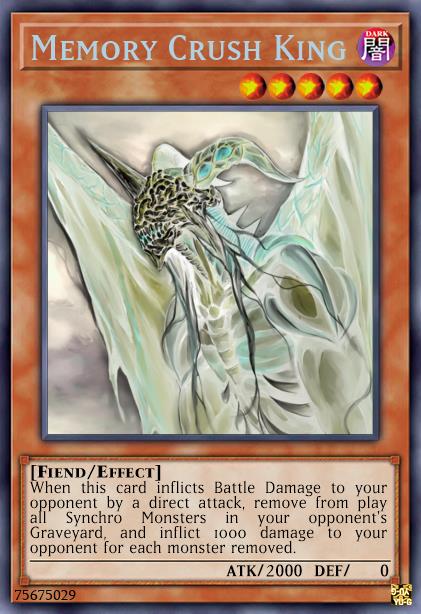 MEMORY CRUSH KING
DARK
闇
[FIEND/EFFECT]
When this card inflicts Battle Damage to your
opponent by a direct attack, remove from play
all Synchro Monsters in your opponent's
Graveyard, and inflict 1000 damage to your
opponent for each monster removed.
ATK/2000 DEF/ 0
75675029